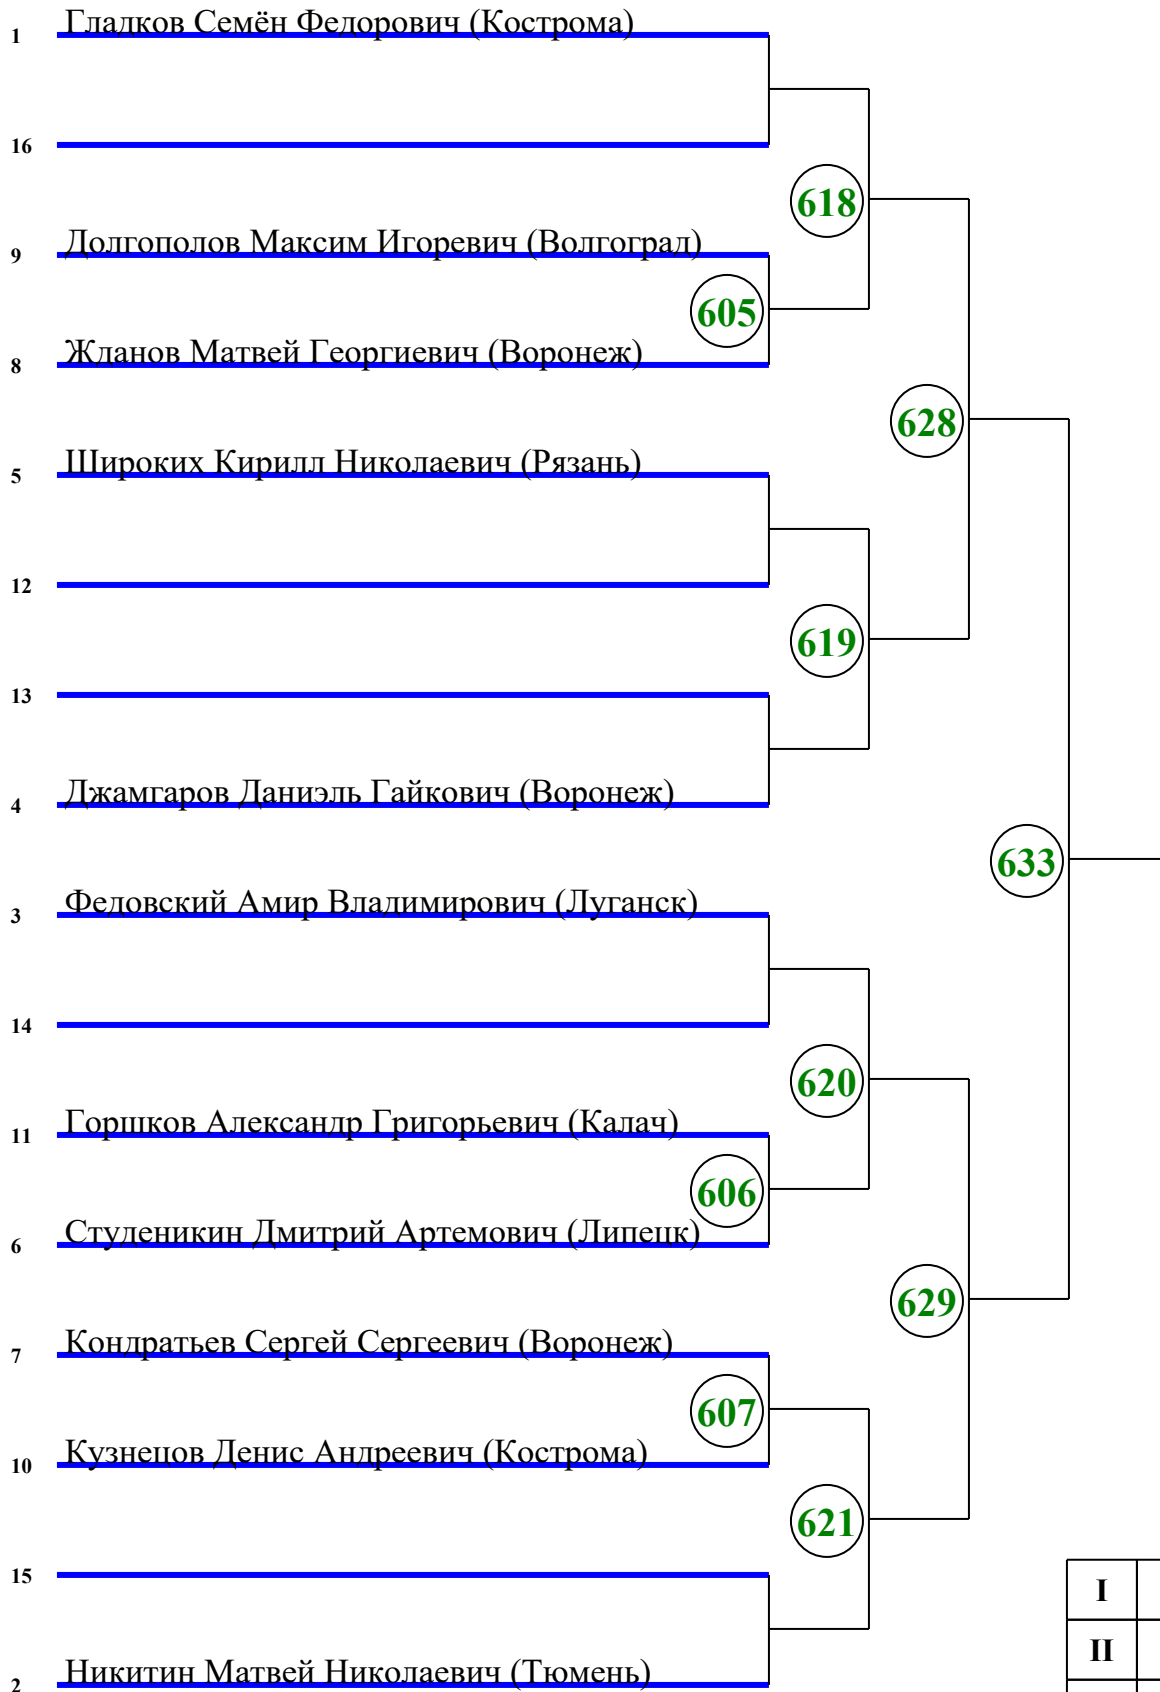 1 Гладков Семён Федорович (Кострома)
16
618
9 Долгополов Максим Игоревич (Волгоград)
605
8 Жданов Матвей Георгиевич (Воронеж)
628
5 Широких Кирилл Николаевич (Рязань)
12
619
13
4 Джамгаров Даниэль Гайкович (Воронеж)
633
3 Федовский Амир Владимирович (Луганск)
14
620
11 Горшков Александр Григорьевич (Калач)
606
6 Студеникин Дмитрий Артемович (Липецк)
629
7 Кондратьев Сергей Сергеевич (Воронеж)
607
10 Кузнецов Денис Андреевич (Кострома)
621
15
I
II
2 Никитин Матвей Николаевич (Тюмень)